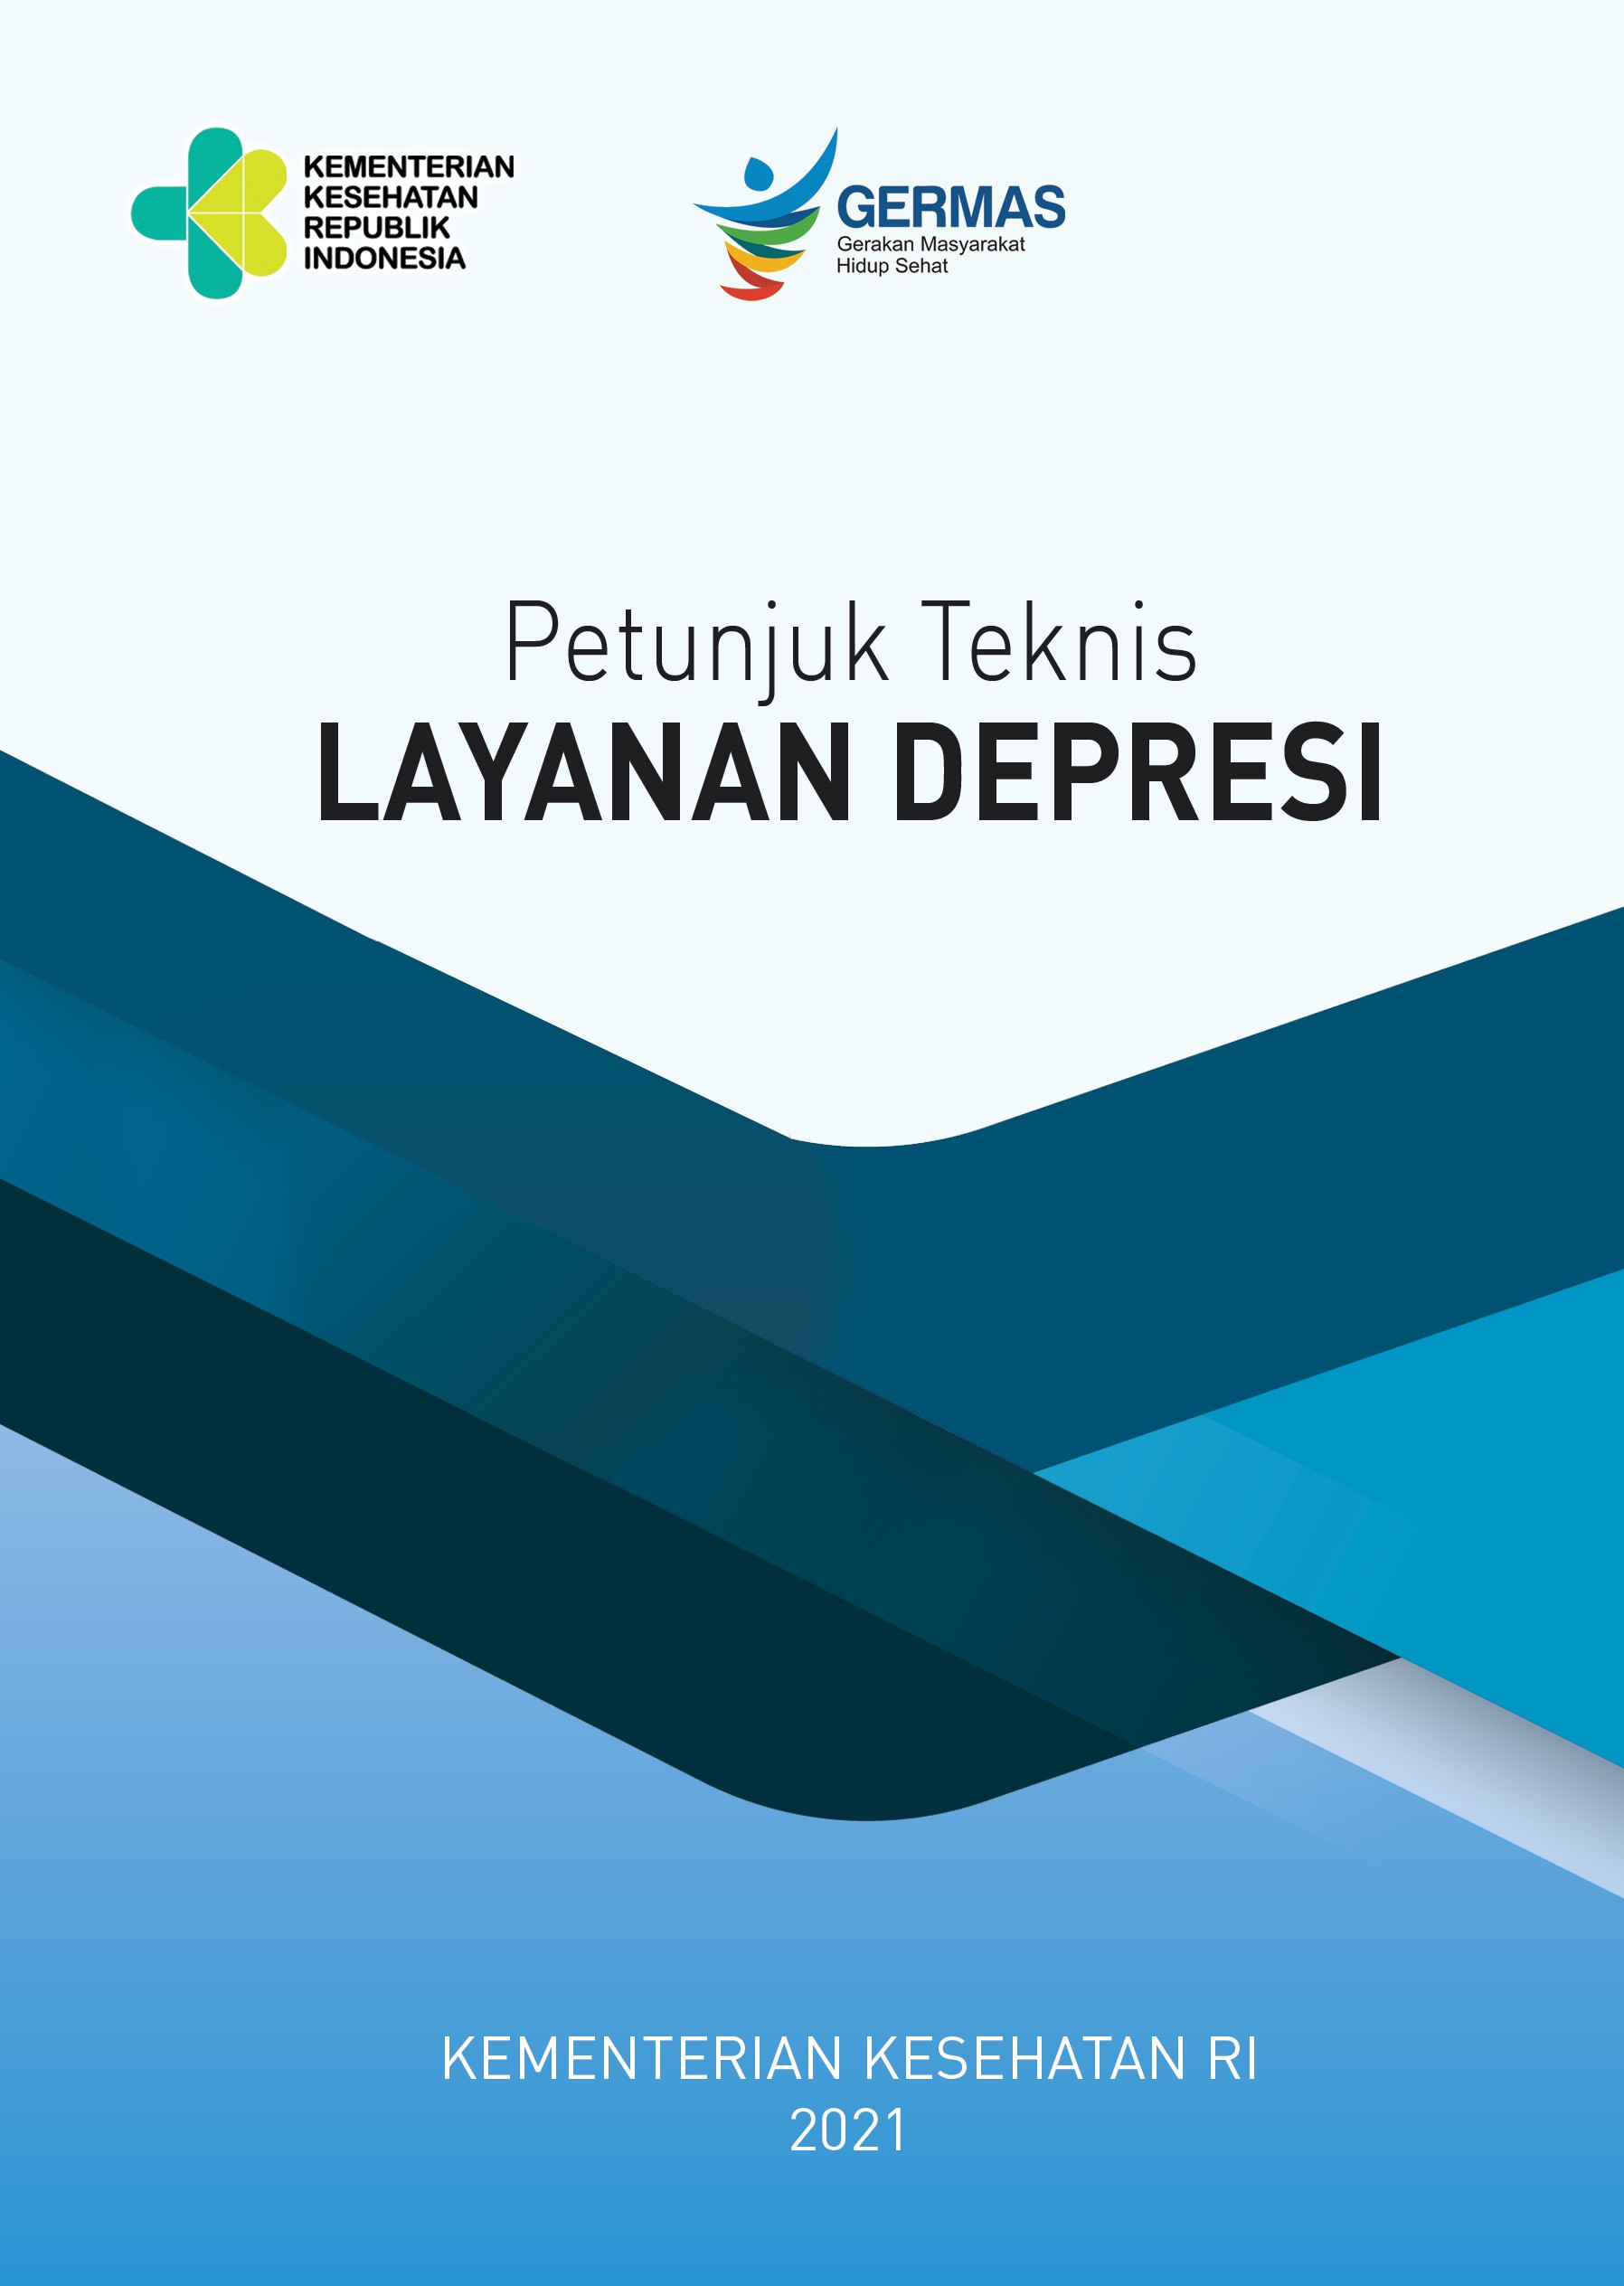 KEMENTERIAN
KESEHATAN
REPUBLIK
INDONESIA
GERMAS
Gerakan Masyarakat
Hidup Sehat
Petunjuk Teknis
LAYANAN DEPRESI
KEMENTERIAN KESEHATAN RI
2021